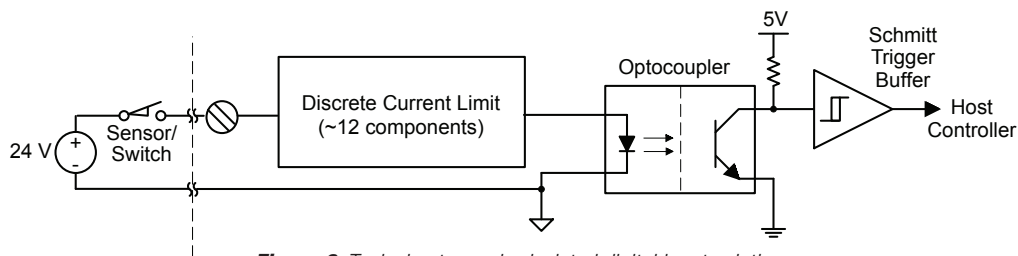 5V
Schmitt
Trigger
Buffer
Optocoupler
Discrete Current Limit
(~12 components)
Host
Controller
Sensor/
Switch
24 V
+
-